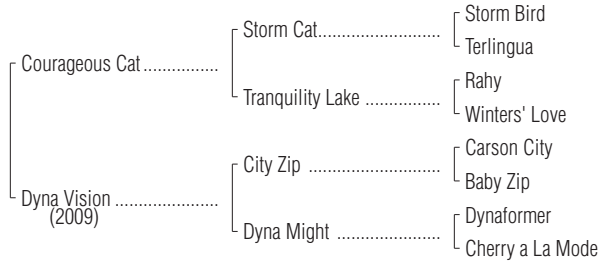 Storm Bird
Storm Cat..........................
Terlingua
Courageous Cat................
Rahy
Tranquility Lake ................
Winters' Love
Carson City
City Zip ............................
Baby Zip
Dyna Vision ......................
(2009)
Dynaformer
Dyna Might ......................
Cherry a La Mode